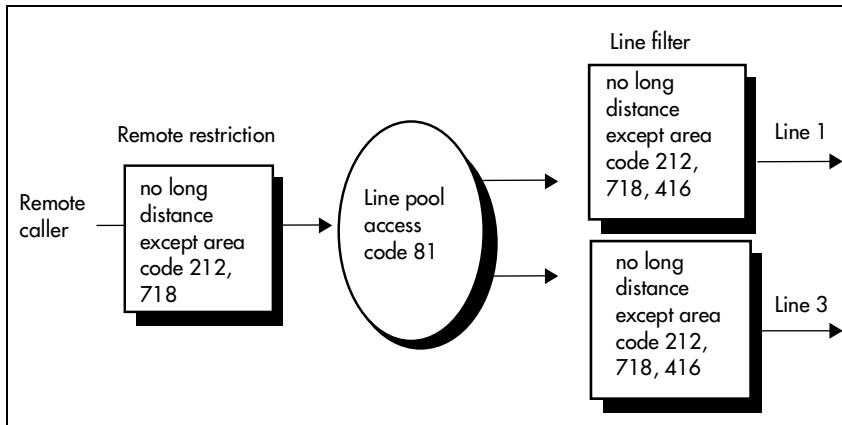 Line filter
no long
distance
except area
code 212,
718, 416
Line 1
Remote restriction
Remote
caller
no long
distance
except area
code 212,
718
Line pool
access
code 81
no long
distance
except area
code 212,
718, 416
Line 3